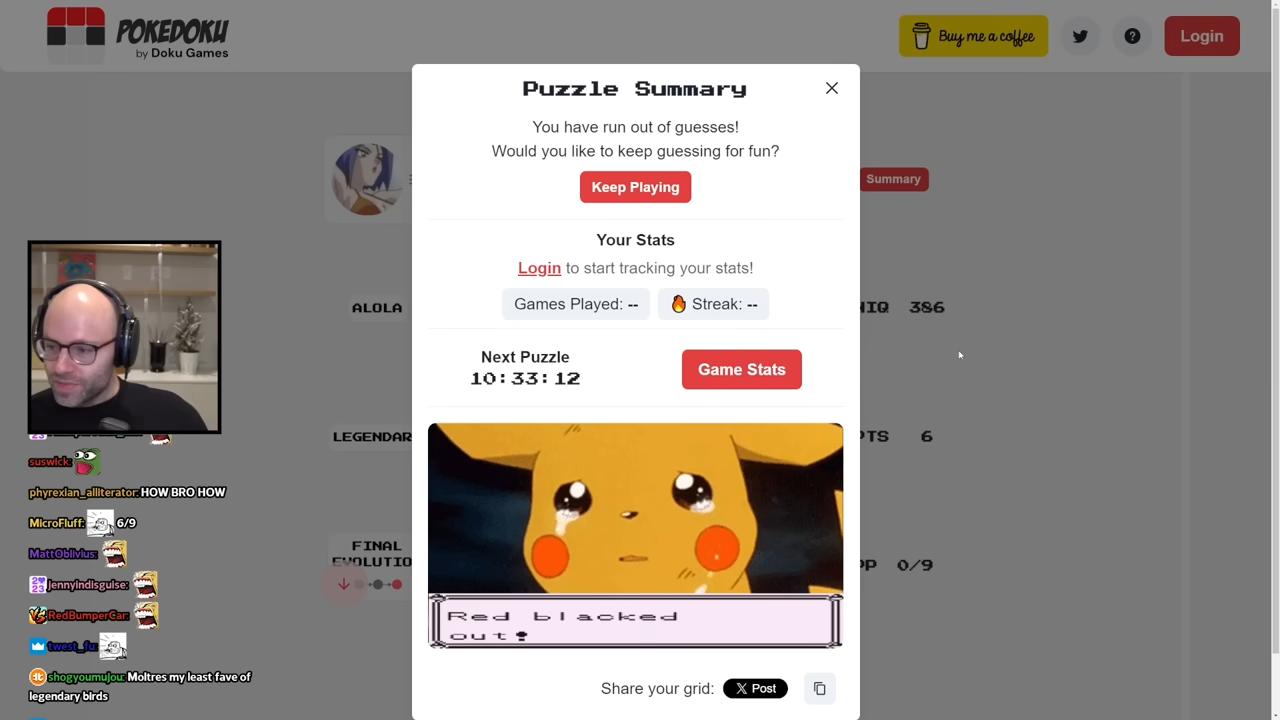 POKEDOKU
by Doku Games
Buy me a coffee
?
Login
Puzzle Summary
You have run out of guesses!
Would you like to keep guessing for fun?
Keep Playing
Summary
Your Stats
Login to start tracking your stats!
Games Played: --
Streak: --
ALOLA
IQ 386
Next Puzzle
10:33:12
Game Stats
LEGENDAR
PTS 6
FINAL
EVOLUTIO
PP 0/9
Red blacked
out!
Share your grid:
X Post
suswick:
phyrexian_alliterator: HOW BRO HOW
MicroFluff: 6/9
MattOblivius:
jennyindisguise:
RedBumperCar:
twest_fu:
shogyoumujou: Moltres my least fave of
legendary birds